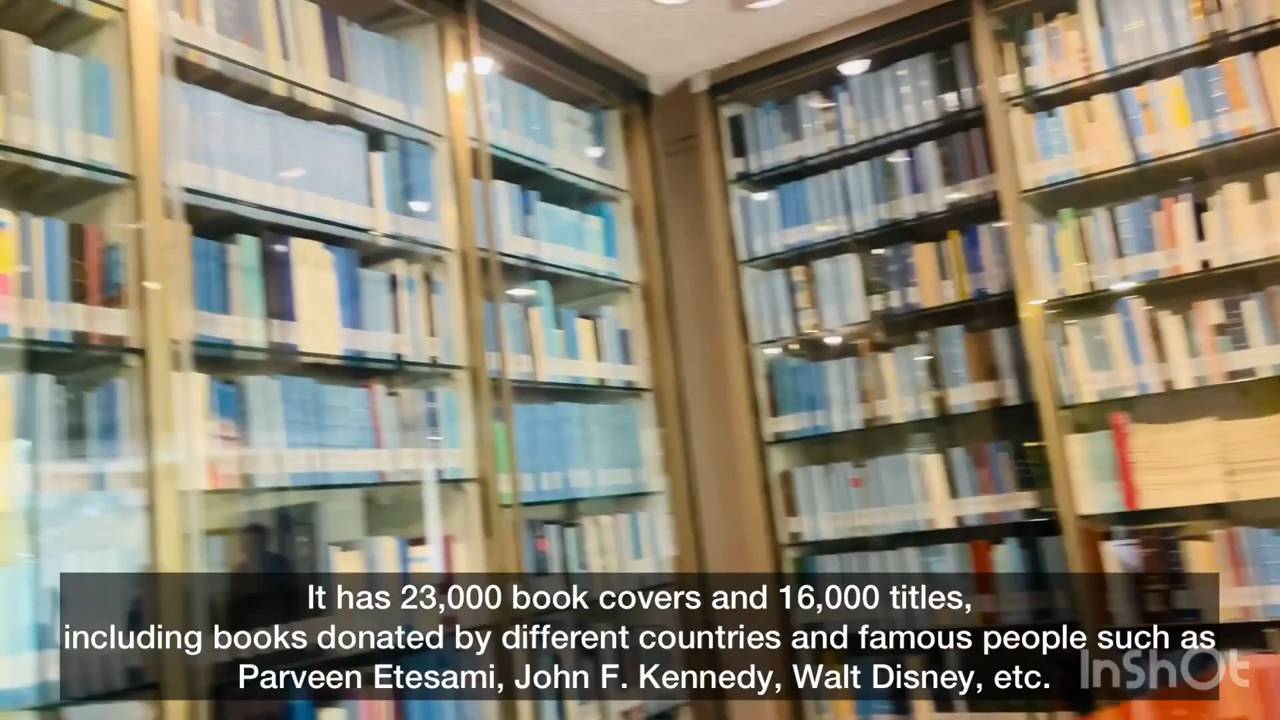 It has 23,000 book covers and 16,000 titles,
including books donated by different countries and famous people such as
Parveen Etesami, John F. Kennedy, Walt Disney, etc.
InShOt